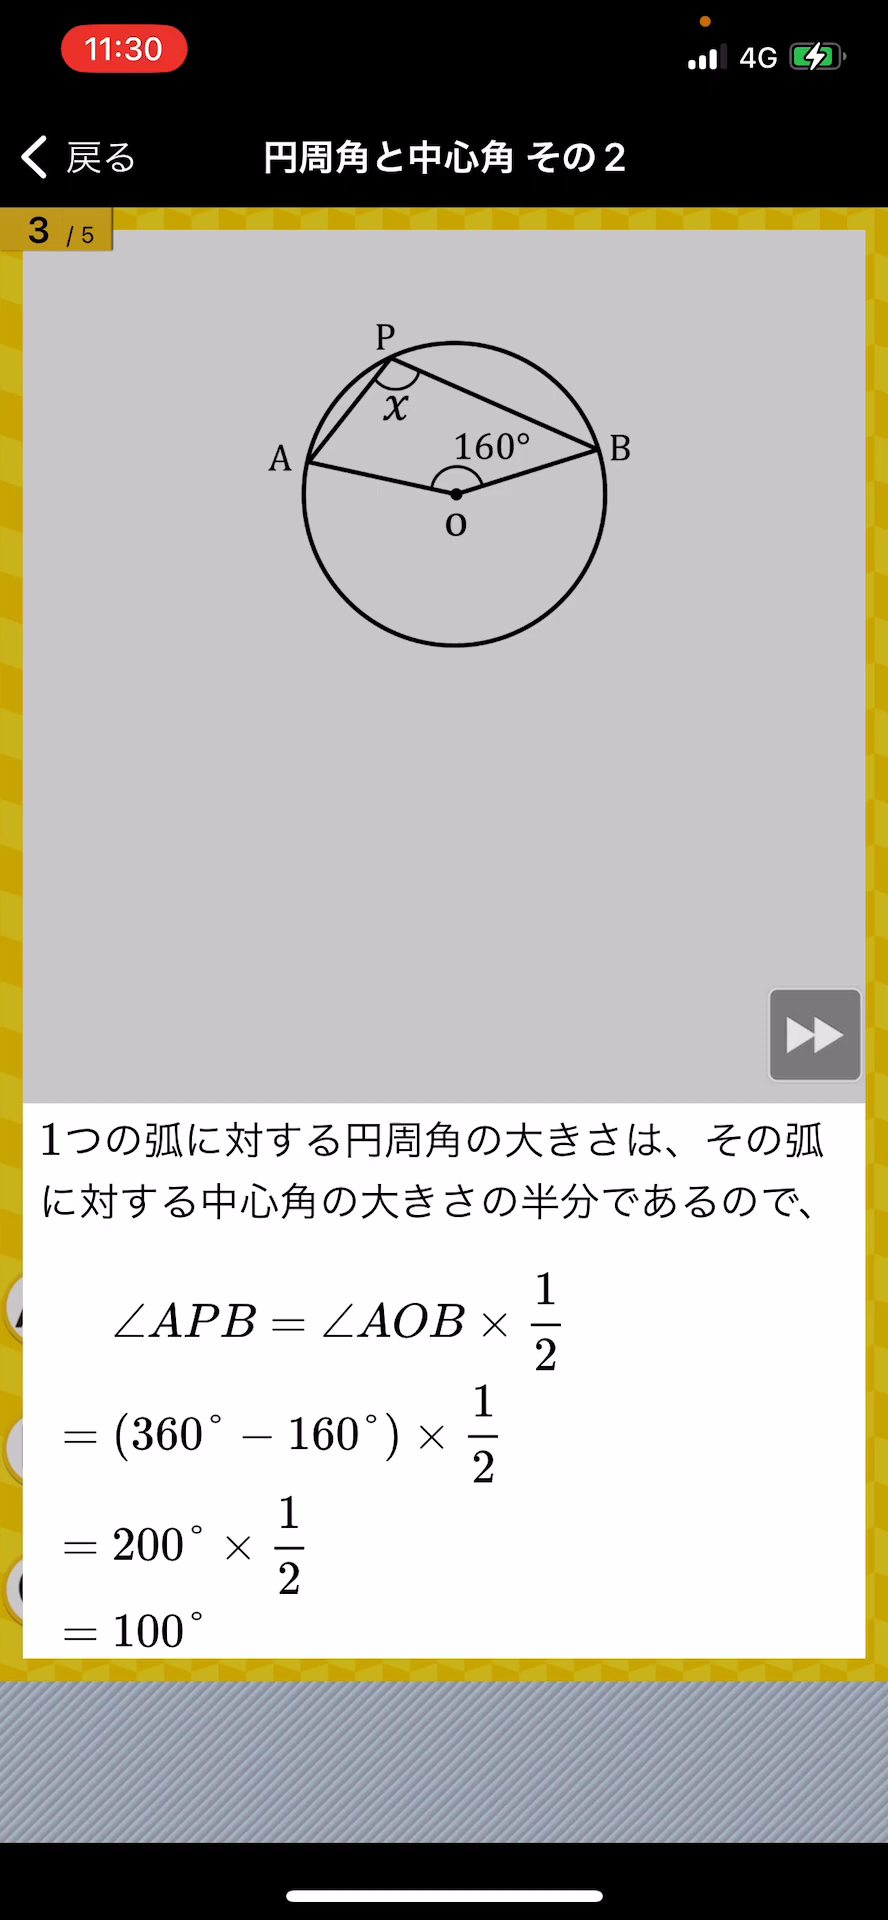 11:30
4G
戻る
円周角と中心角 その2
3 / 5
P
x
A
160°
B
O
1つの弧に対する円周角の大きさは、その弧
に対する中心角の大きさの半分であるので、
∠APB = ∠AOB × 1/2
= (360° − 160°) × 1/2
= 200° × 1/2
= 100°